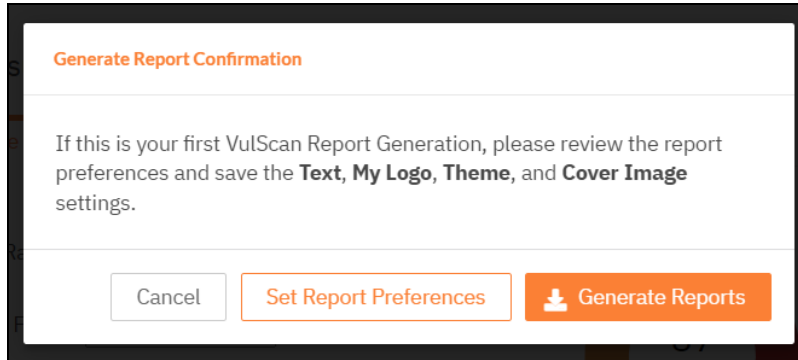 Generate Report Confirmation
If this is your first VulScan Report Generation, please review the report
preferences and save the Text, My Logo, Theme, and Cover Image
settings.
Cancel
Set Report Preferences
Generate Reports